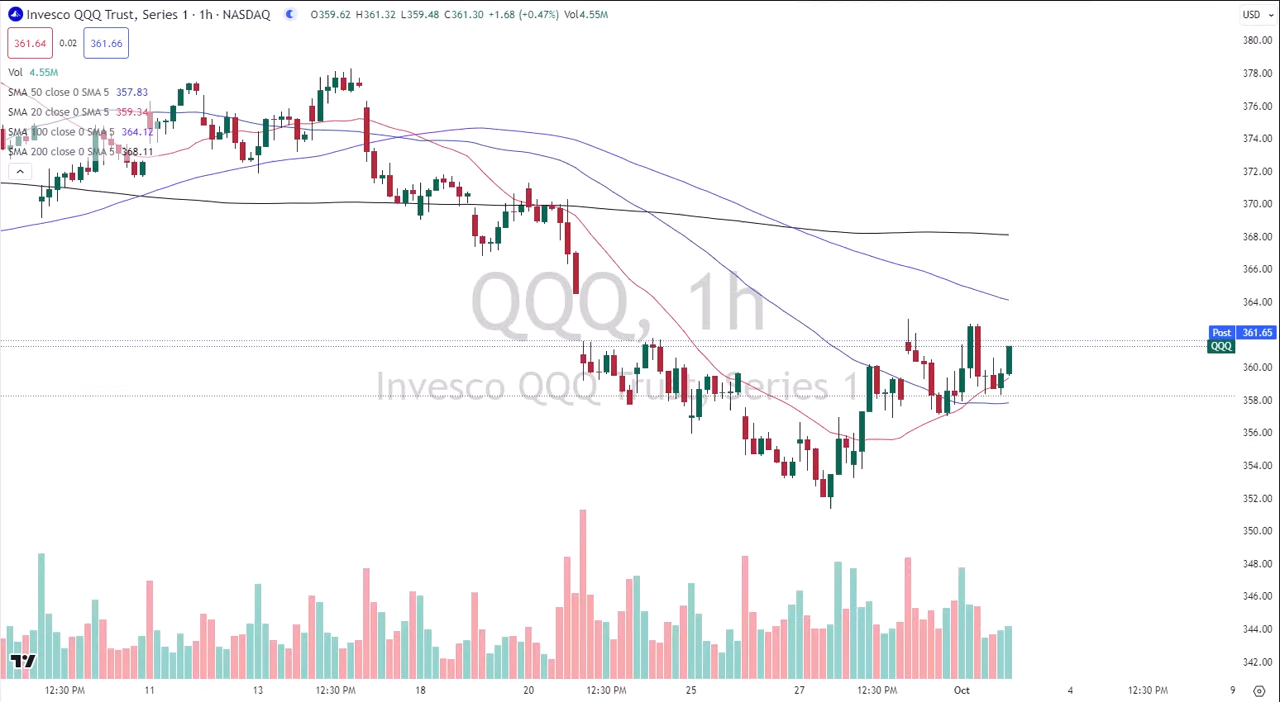 Invesco QQQ Trust, Series 1 · 1h · NASDAQ O359.62 H361.32 L359.48 C361.30 +1.68 (+0.47%) Vol4.55M
USD
361.64 0.02 361.66
Vol 4.55M
SMA 50 close 0 SMA 5 357.83
SMA 20 close 0 SMA 5 359.34
SMA 100 close 0 SMA 5 364.12
SMA 200 close 0 SMA 5 368.11
QQQ, 1h
Invesco QQQ Trust, Series 1
380.00
378.00
376.00
374.00
372.00
370.00
368.00
366.00
364.00
Post 361.65
QQQ
360.00
358.00
356.00
354.00
352.00
350.00
348.00
346.00
344.00
342.00
12:30 PM 11 13 12:30 PM 18 20 12:30 PM 25 27 12:30 PM Oct 4 12:30 PM 9